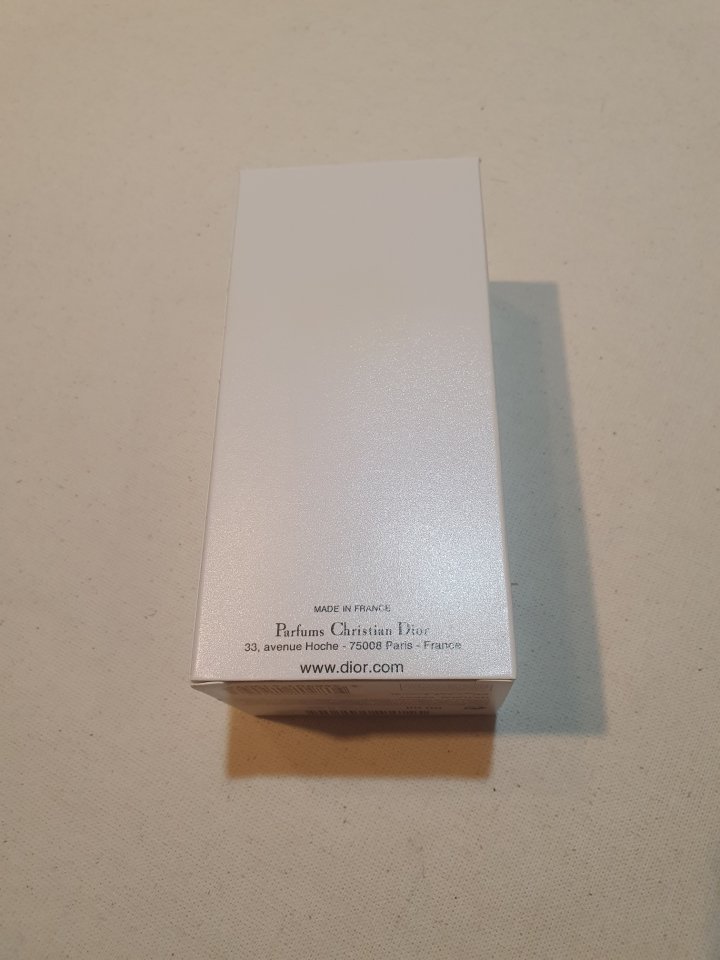 MADE IN FRANCE
Parfums Christian Dior
33, avenue Hoche - 75008 Paris - France
www.dior.com